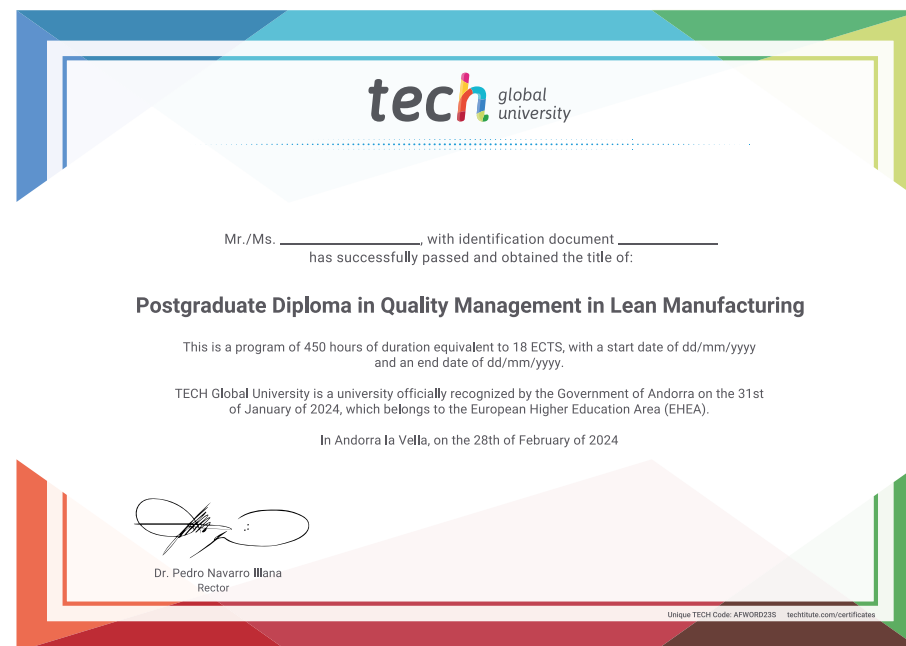 tech global university
Mr./Ms. ____________________, with identification document ______________
has successfully passed and obtained the title of:
Postgraduate Diploma in Quality Management in Lean Manufacturing
This is a program of 450 hours of duration equivalent to 18 ECTS, with a start date of dd/mm/yyyy
and an end date of dd/mm/yyyy.
TECH Global University is a university officially recognized by the Government of Andorra on the 31st
of January of 2024, which belongs to the European Higher Education Area (EHEA).
In Andorra la Vella, on the 28th of February of 2024
Dr. Pedro Navarro Illana
Rector
Unique TECH Code: AFWORD23S techtitute.com/certificates